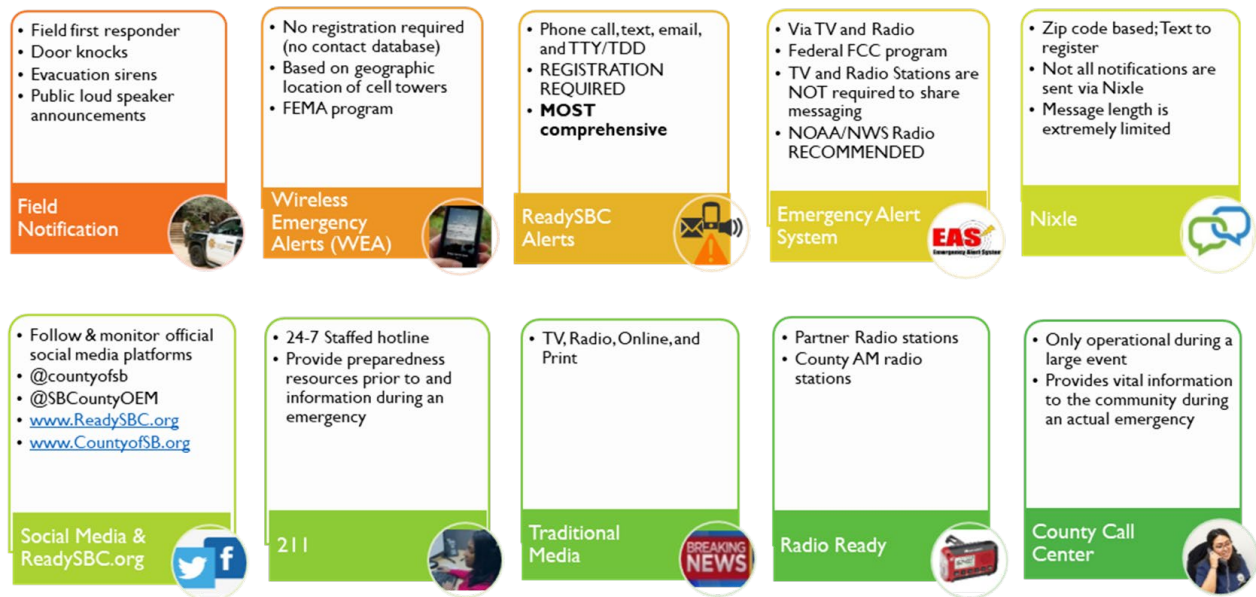 • Field first responder
• Door knocks
• Evacuation sirens
• Public loud speaker
announcements
Field
Notification
• No registration required
(no contact database)
• Based on geographic
location of cell towers
• FEMA program
Wireless
Emergency
Alerts (WEA)
• Phone call, text, email,
and TTY/TDD
• REGISTRATION
REQUIRED
• MOST
comprehensive
ReadySBC
Alerts
• Via TV and Radio
• Federal FCC program
• TV and Radio Stations are
NOT required to share
messaging
• NOAA/NWS Radio
RECOMMENDED
Emergency Alert
System
EAS
Emergency Alert System
• Zip code based; Text to
register
• Not all notifications are
sent via Nixle
• Message length is
extremely limited
Nixle
• Follow & monitor official
social media platforms
• @countyofsb
• @SBCountyOEM
• www.ReadySBC.org
• www.CountyofSB.org
Social Media &
ReadySBC.org
f
• 24-7 Staffed hotline
• Provide preparedness
resources prior to and
information during an
emergency
211
• TV, Radio, Online, and
Print
Traditional
Media
BREAKING
NEWS
• Partner Radio stations
• County AM radio
stations
Radio Ready
• Only operational during a
large event
• Provides vital information
to the community during
an actual emergency
County Call
Center